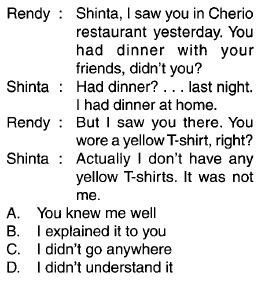 Rendy : Shinta, I saw you in Cherio
restaurant yesterday. You
had dinner with your
friends, didn't you?
Shinta : Had dinner? . . . last night.
I had dinner at home.
Rendy : But I saw you there. You
wore a yellow T-shirt, right?
Shinta : Actually I don't have any
yellow T-shirts. It was not
me.
A. You knew me well
B. I explained it to you
C. I didn't go anywhere
D. I didn't understand it